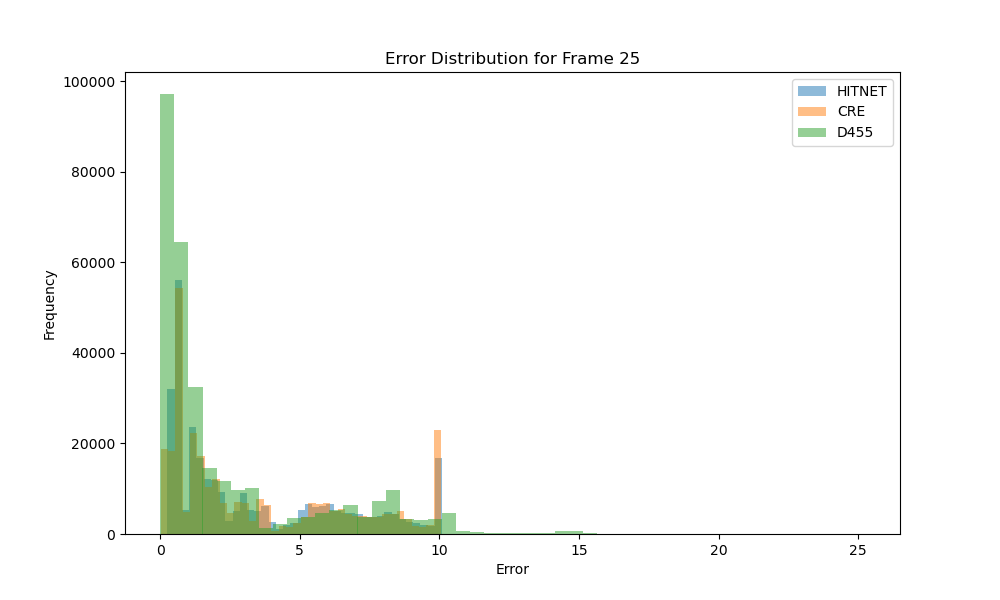 Error Distribution for Frame 25
HITNET
CRE
D455
100000
80000
60000
40000
20000
0
Frequency
0 5 10 15 20 25
Error